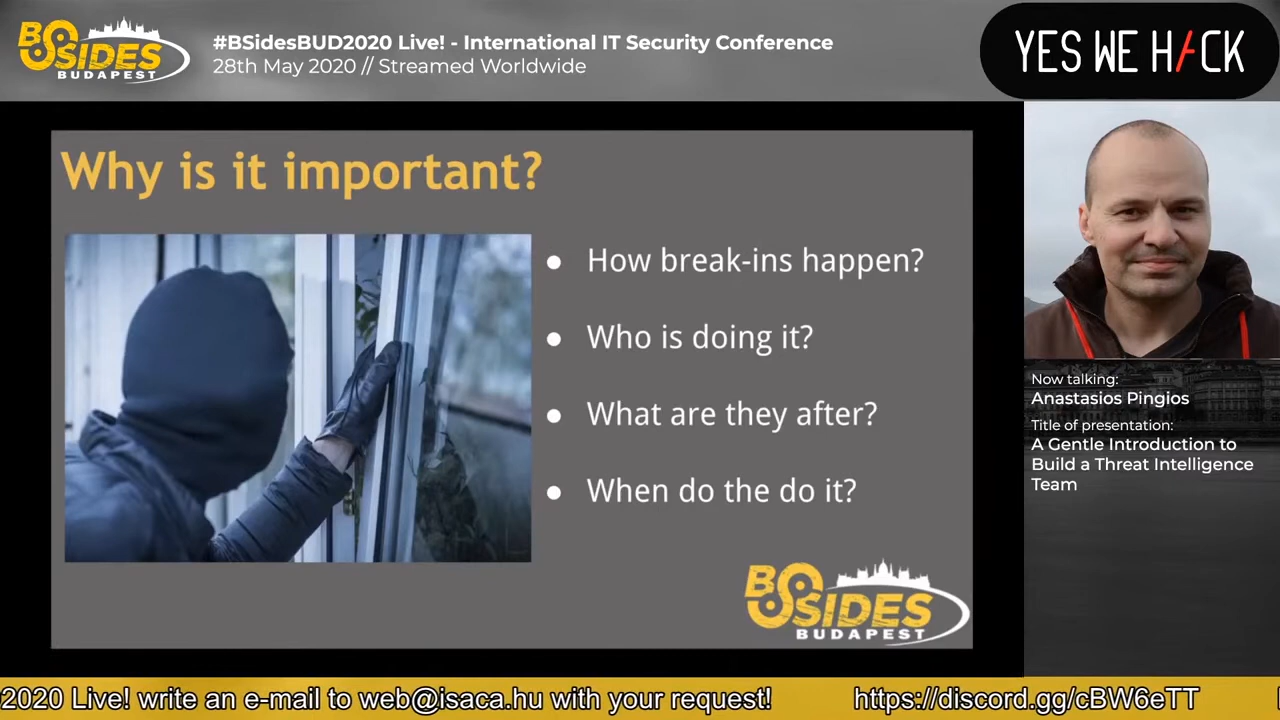 BSIDES
BUDAPEST
#BSidesBUD2020 Live! - International IT Security Conference
28th May 2020 // Streamed Worldwide
YES WE H/CK
Why is it important?
How break-ins happen?
Who is doing it?
What are they after?
When do the do it?
BSIDES
BUDAPEST
Now talking:
Anastasios Pingios
Title of presentation:
A Gentle Introduction to
Build a Threat Intelligence
Team
2020 Live! write an e-mail to web@isaca.hu with your request! https://discord.gg/cBW6eTT